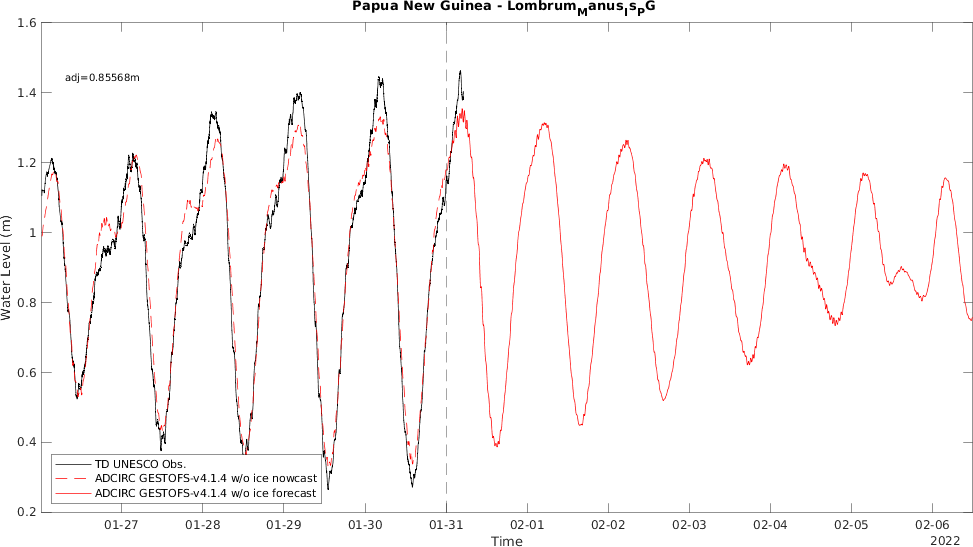 Papua New Guinea - LombrumManusIsPG
1.6
adj=0.85568m
1.4
1.2
1
0.8
0.6
0.4
0.2
Water Level (m)
TD UNESCO Obs.
ADCIRC GESTOFS-v4.1.4 w/o ice nowcast
ADCIRC GESTOFS-v4.1.4 w/o ice forecast
01-27 01-28 01-29 01-30 01-31 02-01 02-02 02-03 02-04 02-05 02-06
Time
2022